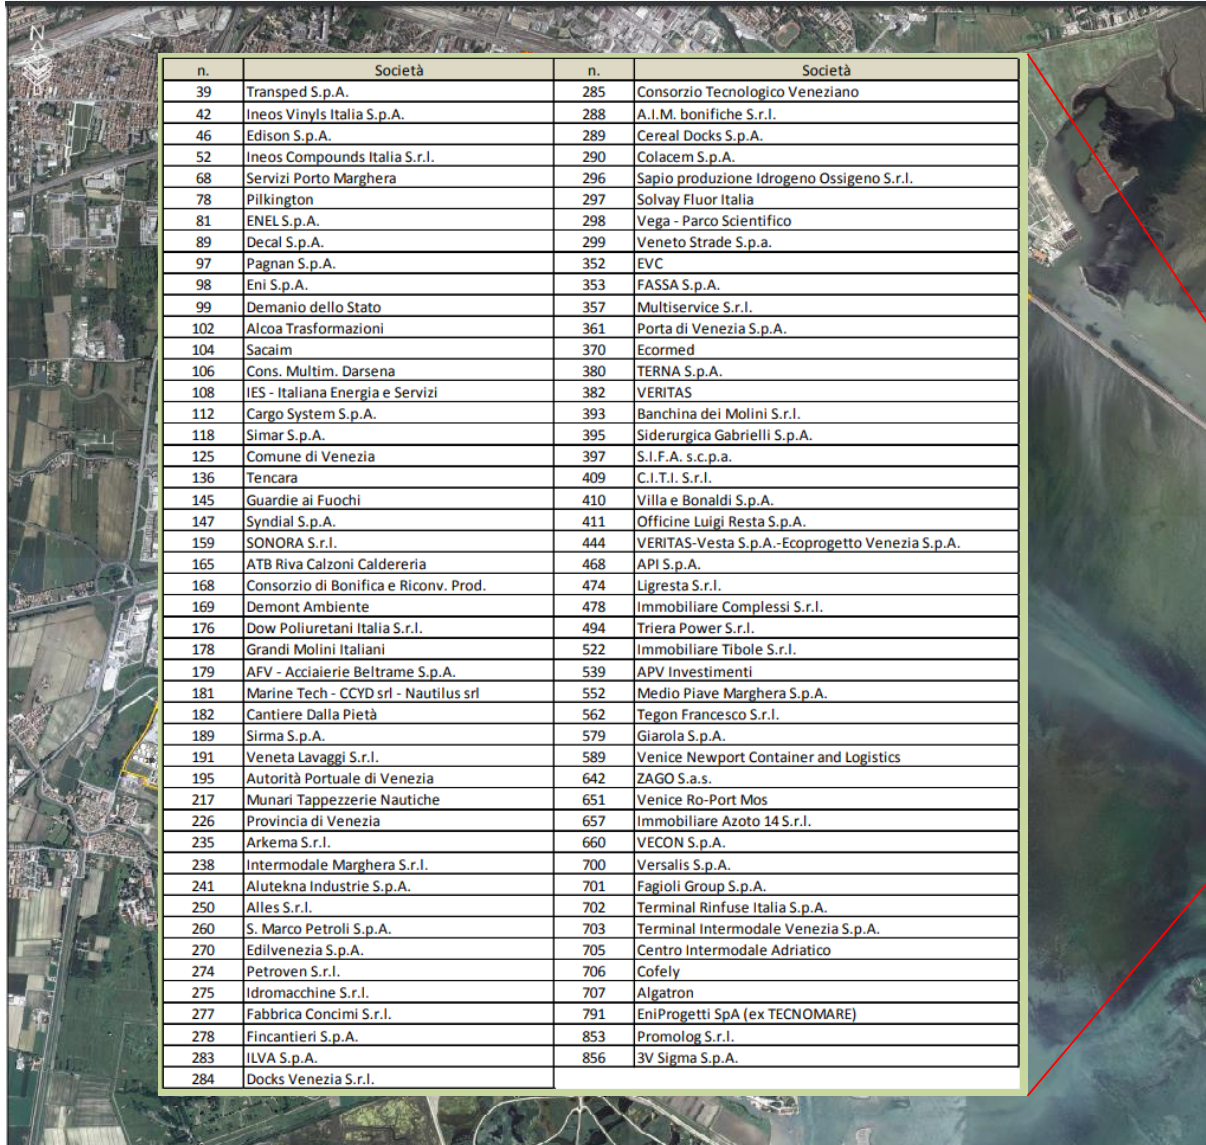 N
n. Società n. Società
39 Transped S.p.A. 285 Consorzio Tecnologico Veneziano
42 Ineos Vinyls Italia S.p.A. 288 A.I.M. bonifiche S.r.l.
46 Edison S.p.A. 289 Cereal Docks S.p.A.
52 Ineos Compounds Italia S.r.l. 290 Colacem S.p.A.
68 Servizi Porto Marghera 296 Sapio produzione Idrogeno Ossigeno S.r.l.
78 Pilkington 297 Solvay Fluor Italia
81 ENEL S.p.A. 298 Vega - Parco Scientifico
89 Decal S.p.A. 299 Veneto Strade S.p.a.
97 Pagnan S.p.A. 352 EVC
98 Eni S.p.A. 353 FASSA S.p.A.
99 Demanio dello Stato 357 Multiservice S.r.l.
102 Alcoa Trasformazioni 361 Porta di Venezia S.p.A.
104 Sacaim 370 Ecormed
106 Cons. Multim. Darsena 380 TERNA S.p.A.
108 IES - Italiana Energia e Servizi 382 VERITAS
112 Cargo System S.p.A. 393 Banchina dei Molini S.r.l.
118 Simar S.p.A. 395 Siderurgica Gabrielli S.p.A.
125 Comune di Venezia 397 S.I.F.A. s.c.p.a.
136 Tencara 409 C.I.T.I. S.r.l.
145 Guardie ai Fuochi 410 Villa e Bonaldi S.p.A.
147 Syndial S.p.A. 411 Officine Luigi Resta S.p.A.
159 SONORA S.r.l. 444 VERITAS-Vesta S.p.A.-Ecoprogetto Venezia S.p.A.
165 ATB Riva Calzoni Caldereria 468 API S.p.A.
168 Consorzio di Bonifica e Riconv. Prod. 474 Ligresta S.r.l.
169 Demont Ambiente 478 Immobiliare Complessi S.r.l.
176 Dow Poliuretani Italia S.r.l. 494 Triera Power S.r.l.
178 Grandi Molini Italiani 522 Immobiliare Tibole S.r.l.
179 AFV - Acciaierie Beltrame S.p.A. 539 APV Investimenti
181 Marine Tech - CCYD srl - Nautilus srl 552 Medio Piave Marghera S.p.A.
182 Cantiere Dalla Pietà 562 Tegon Francesco S.r.l.
189 Sirma S.p.A. 579 Giarola S.p.A.
191 Veneta Lavaggi S.r.l. 589 Venice Newport Container and Logistics
195 Autorità Portuale di Venezia 642 ZAGO S.a.s.
217 Munari Tappezzerie Nautiche 651 Venice Ro-Port Mos
226 Provincia di Venezia 657 Immobiliare Azoto 14 S.r.l.
235 Arkema S.r.l. 660 VECON S.p.A.
238 Intermodale Marghera S.r.l. 700 Versalis S.p.A.
241 Alutekna Industrie S.p.A. 701 Fagioli Group S.p.A.
250 Alles S.r.l. 702 Terminal Rinfuse Italia S.p.A.
260 S. Marco Petroli S.p.A. 703 Terminal Intermodale Venezia S.p.A.
270 Edilvenezia S.p.A. 705 Centro Intermodale Adriatico
274 Petroven S.r.l. 706 Cofely
275 Idromacchine S.r.l. 707 Algatron
277 Fabbrica Concimi S.r.l. 791 EniProgetti SpA (ex TECNOMARE)
278 Fincantieri S.p.A. 853 Promolog S.r.l.
283 ILVA S.p.A. 856 3V Sigma S.p.A.
284 Docks Venezia S.r.l.